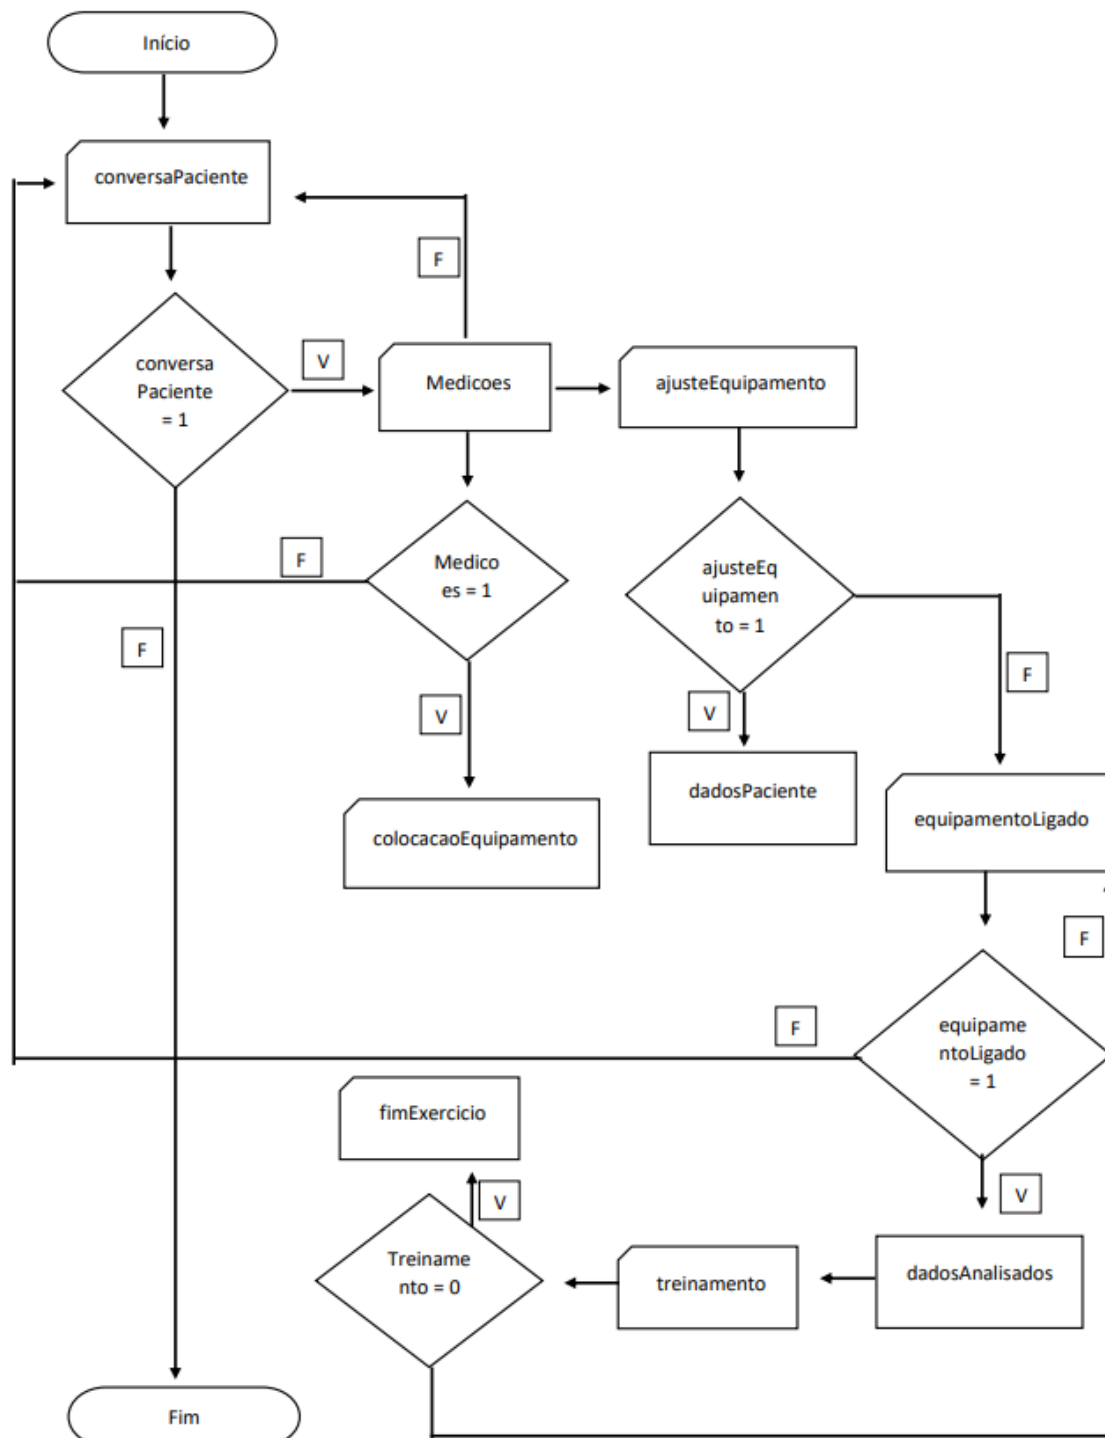 Início
conversaPaciente
F
conversa
Paciente
= 1
V
Medicoes
ajusteEquipamento
F
Medico
es = 1
ajusteEq
uipamen
to = 1
F
F
V
V
dadosPaciente
equipamentoLigado
colocacaoEquipamento
F
F
equipame
ntoLigado
= 1
fimExercicio
V
V
Treiname
nto = 0
treinamento
dadosAnalisados
Fim